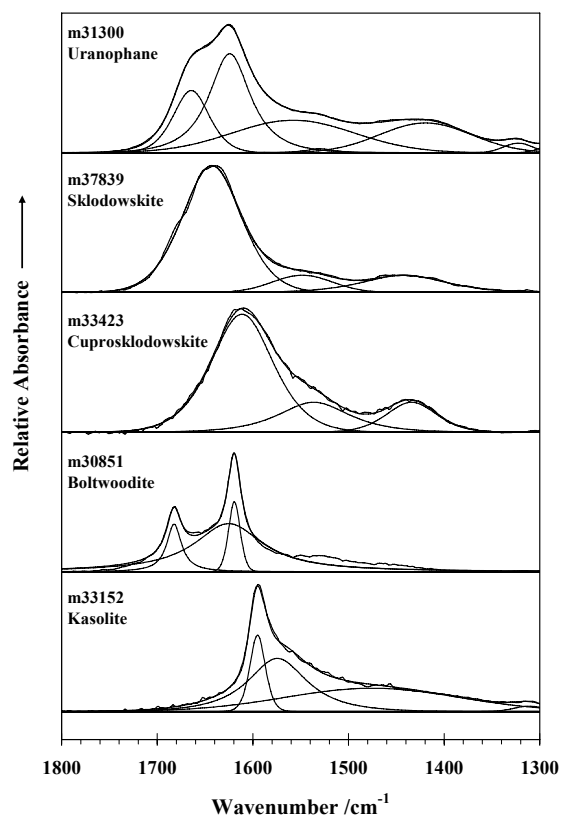 m31300
Uranophane
m37839
Sklodowskite
m33423
Cuprosklodowskite
m30851
Boltwoodite
m33152
Kasolite
Relative Absorbance
1800 1700 1600 1500 1400 1300
Wavenumber /cm-1